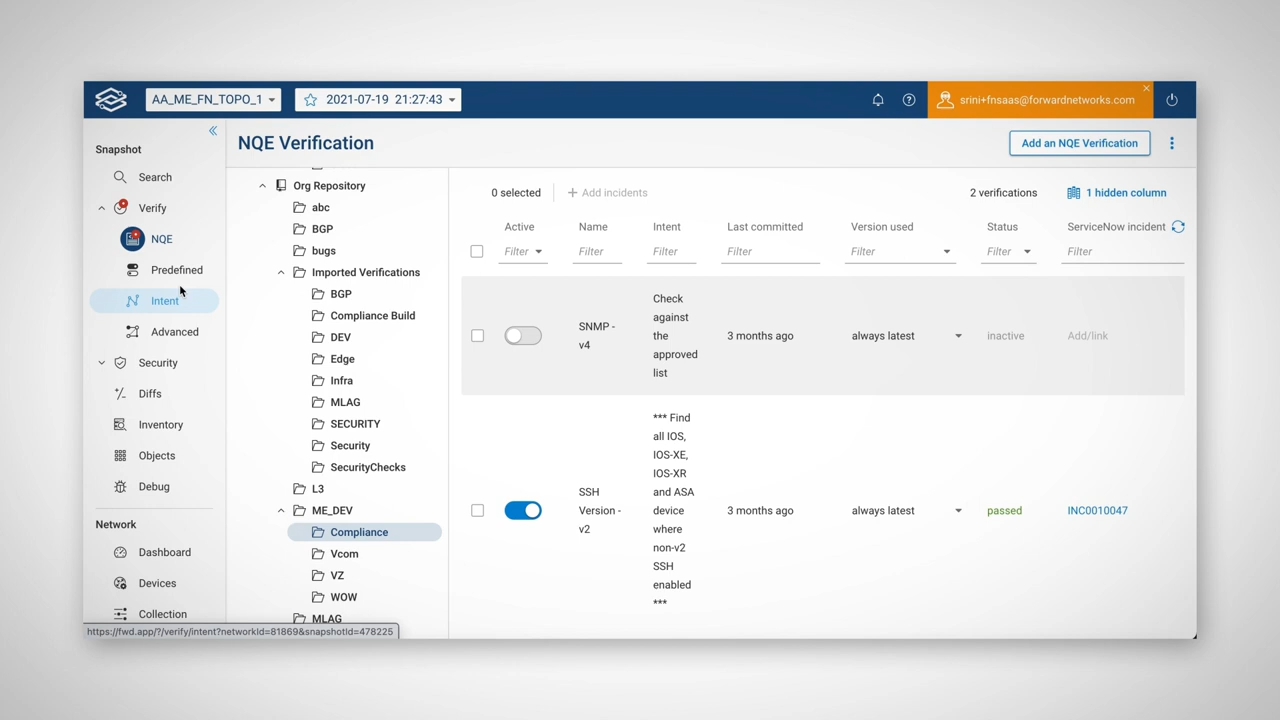 AA_ME_FN_TOPO_1
2021-07-19 21:27:43
srini+fnsaas@forwardnetworks.com
Snapshot
Search
Verify
NQE
Predefined
Intent
Advanced
Security
Diffs
Inventory
Objects
Debug
Network
Dashboard
Devices
Collection
https://fwd.app/?/verify/intent?networkId=81869&snapshotId=478225
NQE Verification
Add an NQE Verification
Org Repository
abc
BGP
bugs
Imported Verifications
BGP
Compliance Build
DEV
Edge
Infra
MLAG
SECURITY
Security
SecurityChecks
L3
ME_DEV
Compliance
Vcom
VZ
WOW
MLAG
0 selected
Add incidents
2 verifications
1 hidden column
Active
Name
Intent
Last committed
Version used
Status
ServiceNow incident
Filter
Filter
Filter
Filter
Filter
Filter
Filter
SNMP -
v4
Check
against
the
approved
list
3 months ago
always latest
inactive
Add/link
SSH
Version -
v2
*** Find
all IOS,
IOS-XE,
IOS-XR
and ASA
device
where
non-v2
SSH
enabled
***
3 months ago
always latest
passed
INC0010047